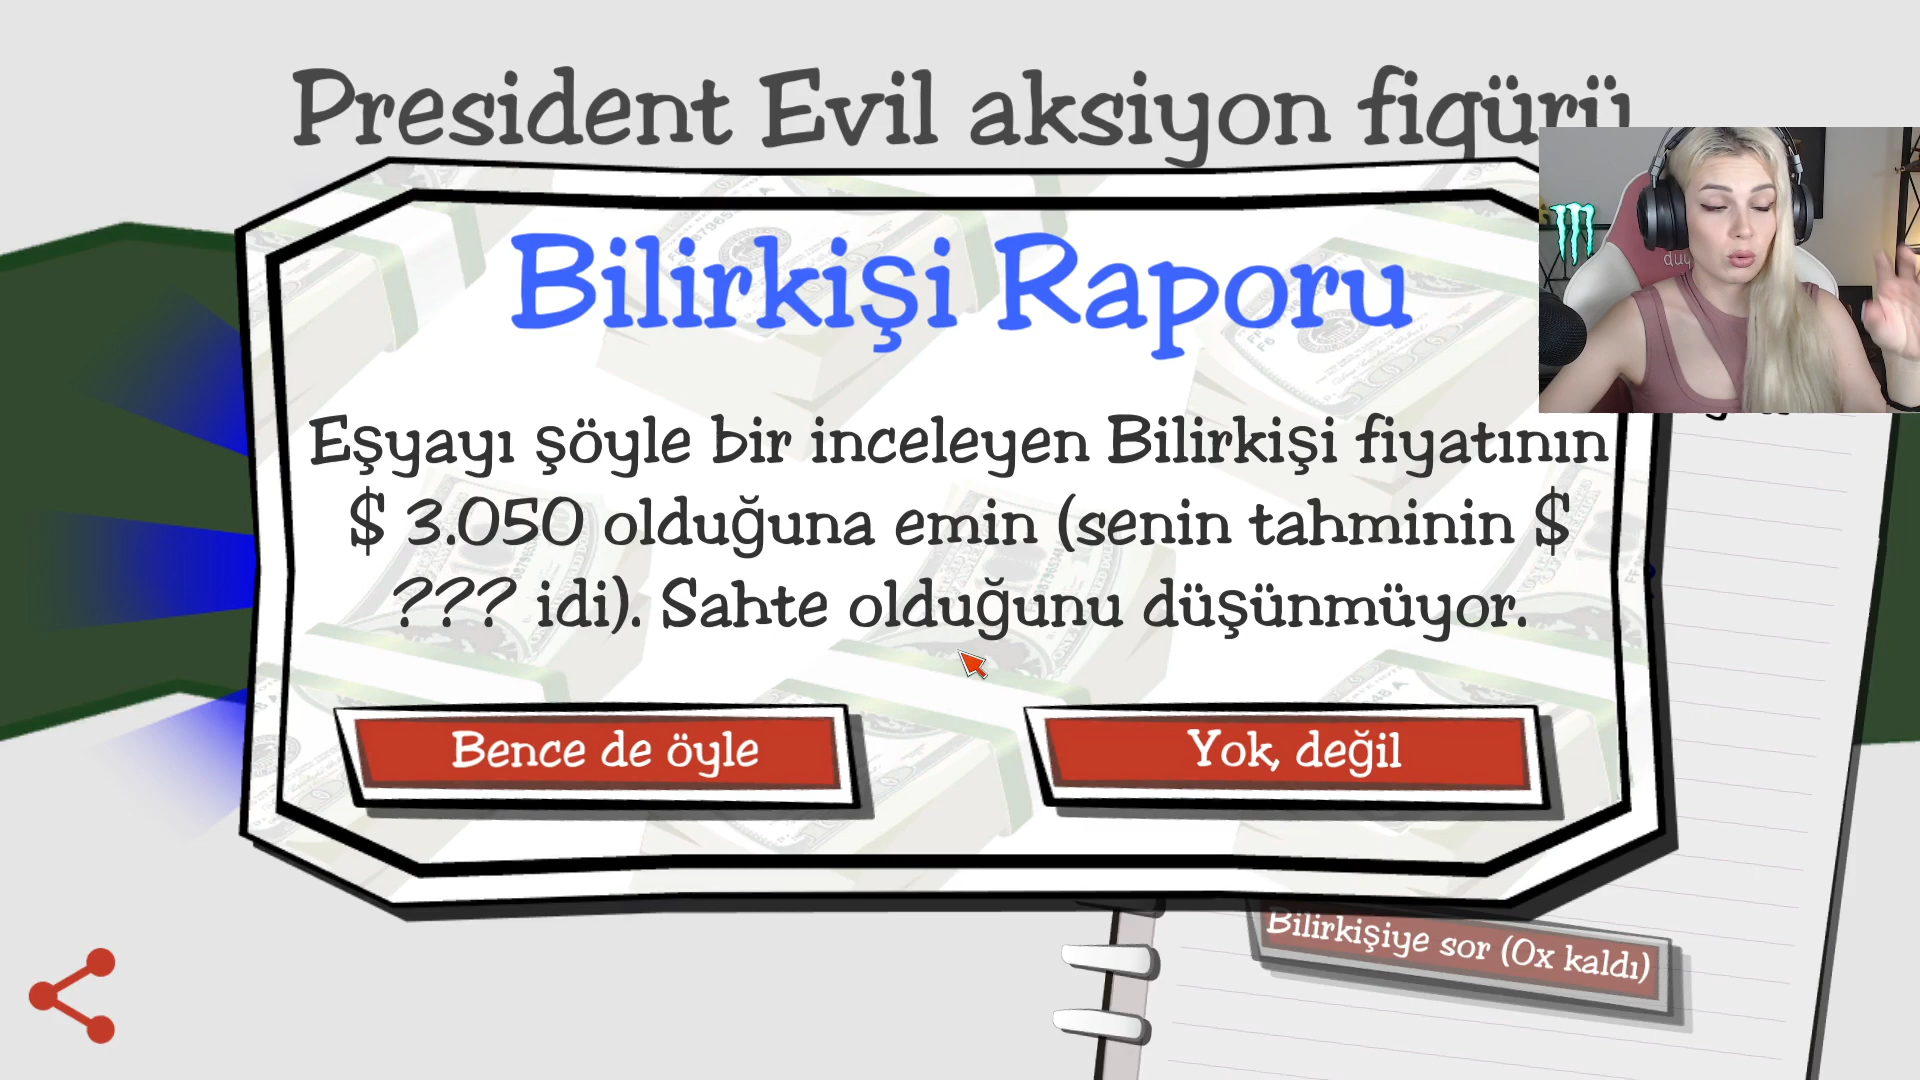 President Evil aksiyon figürü
Bilirkişi Raporu
Eşyayı şöyle bir inceleyen Bilirkişi fiyatının
$ 3.050 olduğuna emin (senin tahminin $
??? idi). Sahte olduğunu düşünmüyor.
Bence de öyle
Yok, değil
Bilirkişiye sor (0x kaldı)